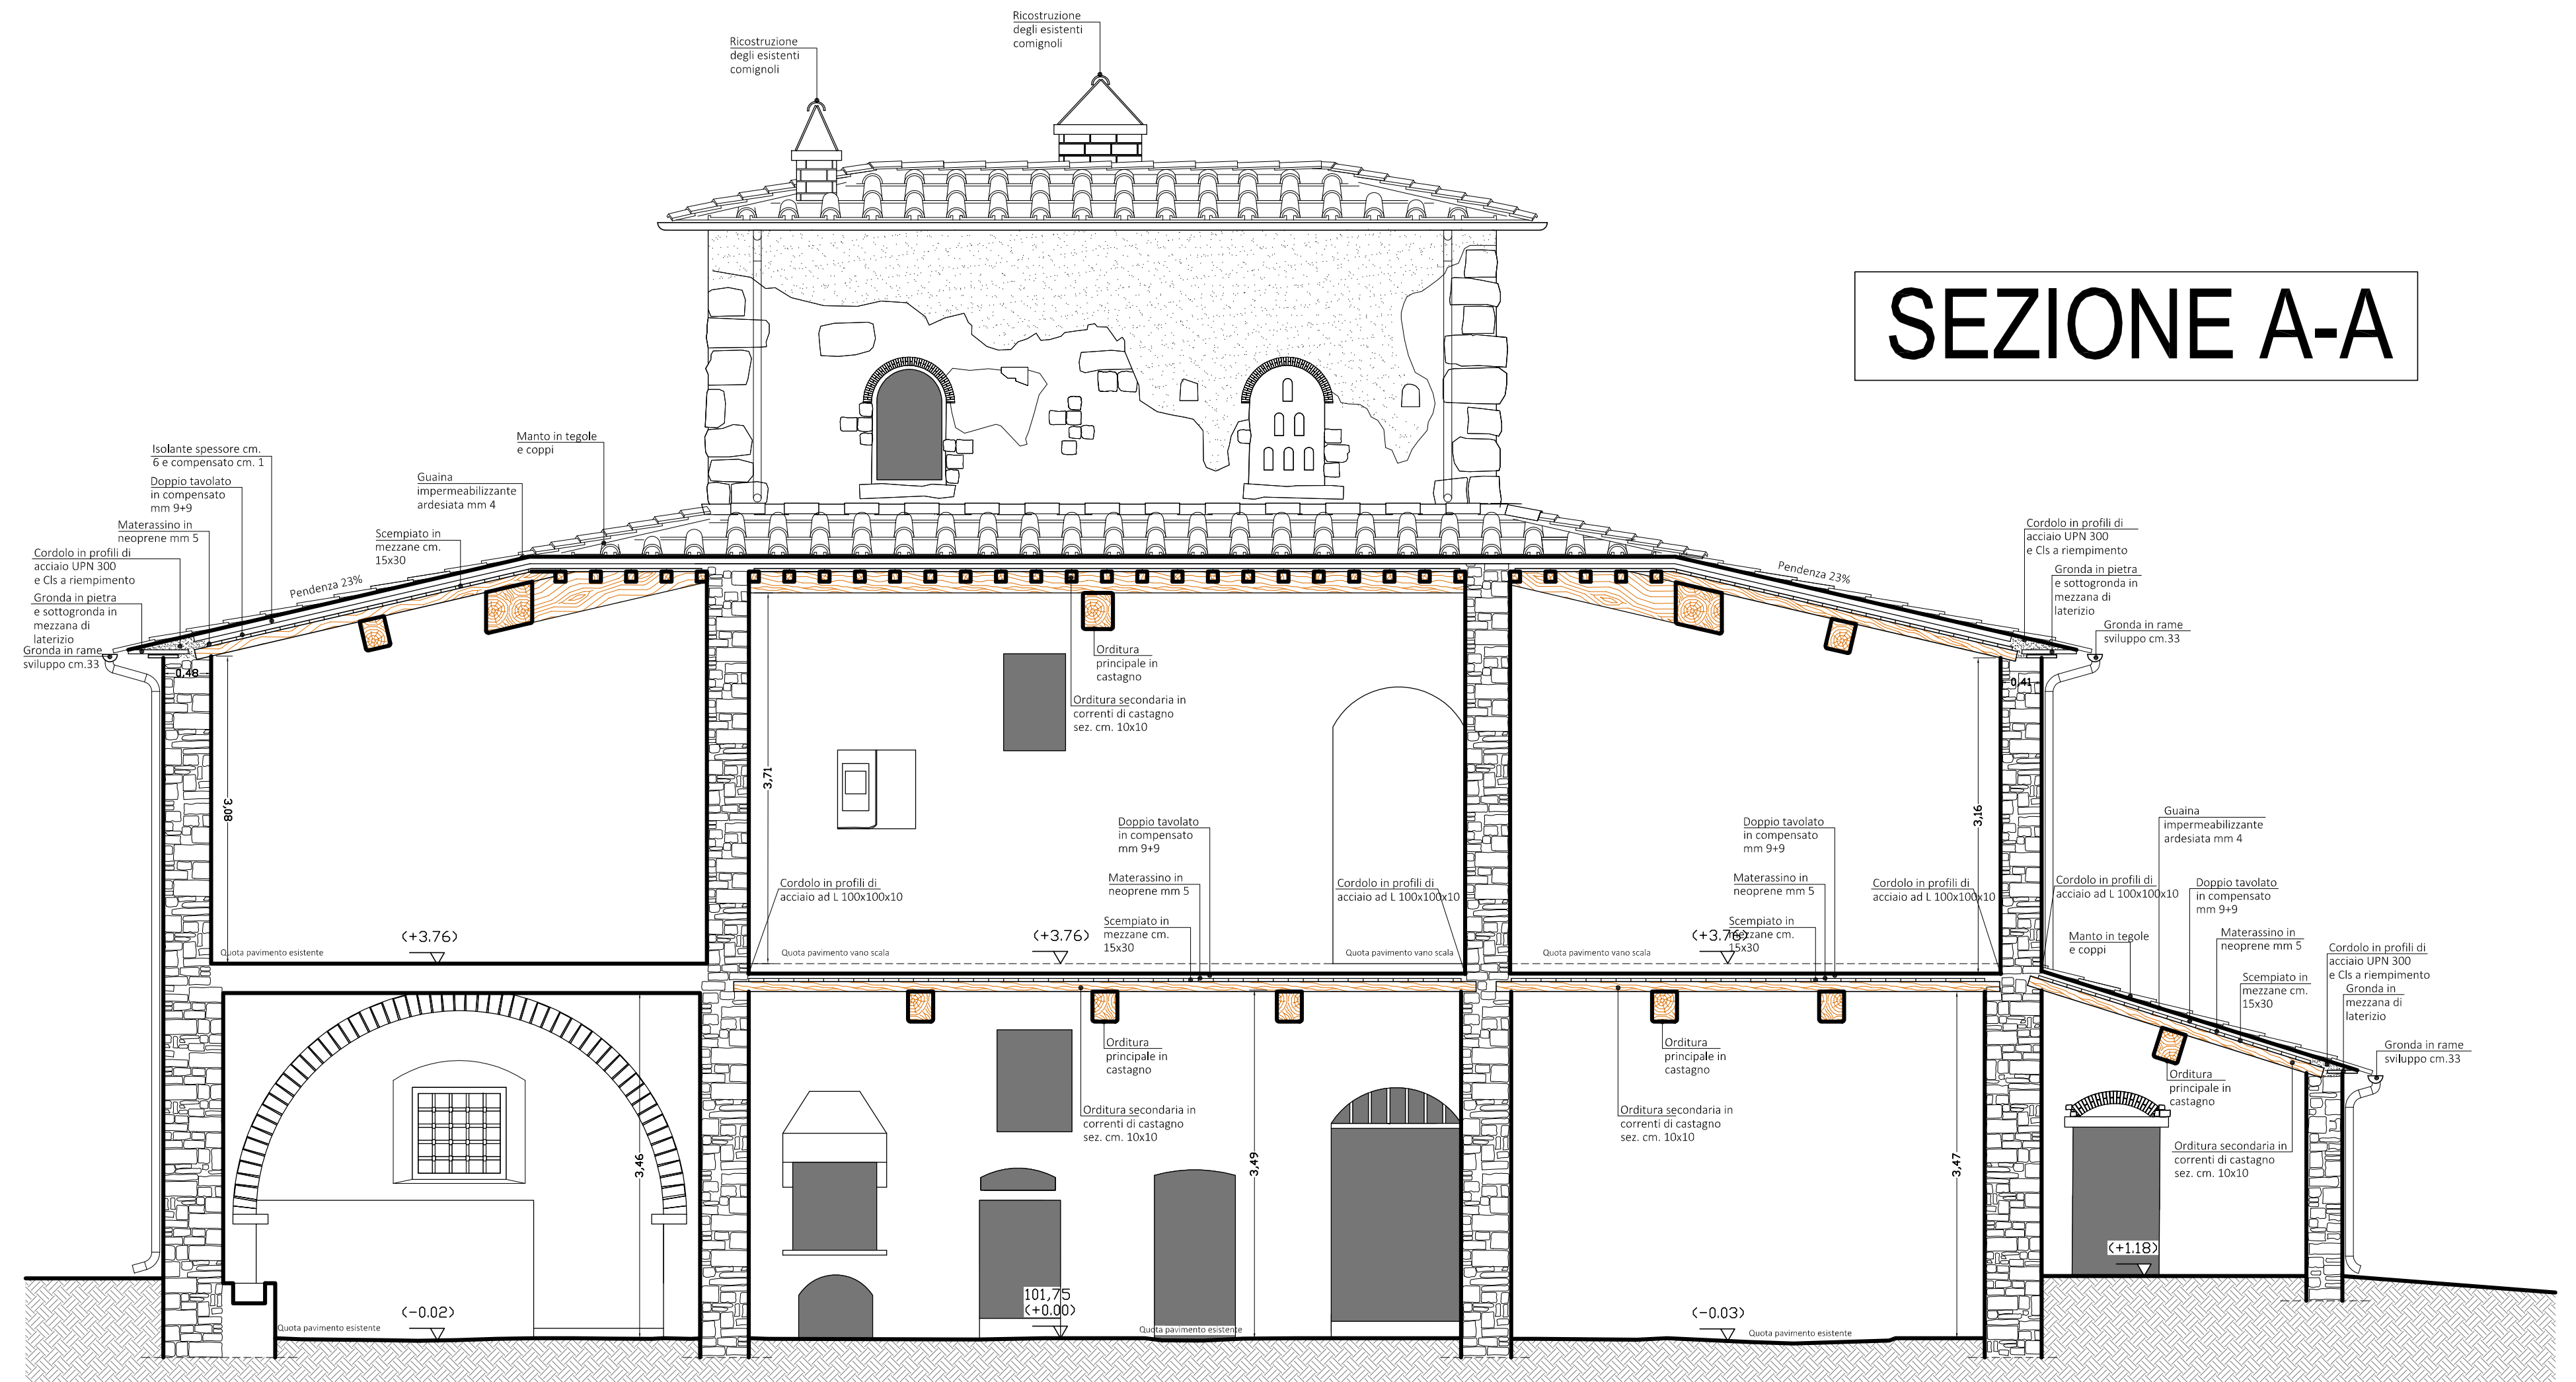 Ricostruzione
degli esistenti
comignoli
Ricostruzione
degli esistenti
comignoli
SEZIONE A-A
Manto in tegole
e coppi
Isolante spessore cm.
6 e compensato cm. 1
Guaina
impermeabilizzante
ardesiata mm 4
Doppio tavolato
in compensato
mm 9+9
Materassino in
neoprene mm 5
Scempiato in
mezzane cm.
15x30
Cordolo in profili di
acciaio UPN 300
e Cls a riempimento
Pendenza 23%
Gronda in pietra
e sottogronda in
mezzana di
laterizio
Gronda in rame
sviluppo cm.33
Cordolo in profili di
acciaio UPN 300
e Cls a riempimento
Pendenza 23%
Gronda in pietra
e sottogronda in
mezzana di
laterizio
Gronda in rame
sviluppo cm.33
0,48
0,41
Orditura
principale in
castagno
Orditura secondaria in
correnti di castagno
sez. cm. 10x10
3,08
3,71
3,16
Doppio tavolato
in compensato
mm 9+9
Materassino in
neoprene mm 5
Scempiato in
mezzane cm.
15x30
Cordolo in profili di
acciaio ad L 100x100x10
Cordolo in profili di
acciaio ad L 100x100x10
Doppio tavolato
in compensato
mm 9+9
Materassino in
neoprene mm 5
Scempiato in
mezzane cm.
15x30
Cordolo in profili di
acciaio ad L 100x100x10
Cordolo in profili di
acciaio ad L 100x100x10
Guaina
impermeabilizzante
ardesiata mm 4
Doppio tavolato
in compensato
mm 9+9
Manto in tegole
e coppi
Materassino in
neoprene mm 5
Scempiato in
mezzane cm.
15x30
Cordolo in profili di
acciaio UPN 300
e Cls a riempimento
Gronda in
mezzana di
laterizio
Gronda in rame
sviluppo cm.33
(+3.76)
Quota pavimento esistente
(+3.76)
Quota pavimento vano scala
Quota pavimento vano scala
(+3.76)
Quota pavimento vano scala
Orditura
principale in
castagno
Orditura secondaria in
correnti di castagno
sez. cm. 10x10
Orditura
principale in
castagno
Orditura secondaria in
correnti di castagno
sez. cm. 10x10
Orditura
principale in
castagno
Orditura secondaria in
correnti di castagno
sez. cm. 10x10
3,46
3,49
3,47
(+1.18)
(-0.02)
Quota pavimento esistente
101,75
(+0.00)
Quota pavimento esistente
(-0.03)
Quota pavimento esistente